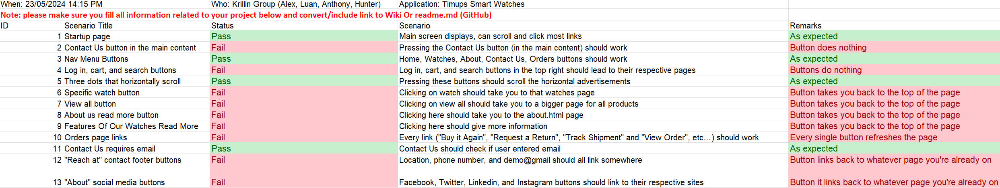 When: 23/05/2024 14:15 PM Who: Krillin Group (Alex, Luan, Anthony, Hunter) Application: Timups Smart Watches
Note: please make sure you fill all information related to your project below and convert/include link to Wiki Or readme.md (GitHub)
ID Scenario Title Status Scenario Remarks
1 Startup page Pass Main screen displays, can scroll and click most links As expected
2 Contact Us button in the main content Fail Pressing the Contact Us button (in the main content) should work Button does nothing
3 Nav Menu Buttons Pass Home, Watches, About, Contact Us, Orders buttons should work As expected
4 Log in, cart, and search buttons Fail Log in, cart, and search buttons in the top right should lead to their respective pages Buttons do nothing
5 Three dots that horizontally scroll Pass Pressing these buttons should scroll the horizontal advertisements As expected
6 Specific watch button Fail Clicking on watch should take you to that watches page Button takes you back to the top of the page
7 View all button Fail Clicking on view all should take you to a bigger page for all products Button takes you back to the top of the page
8 About us read more button Fail Clicking here should take you to the about.html page Button takes you back to the top of the page
9 Features Of Our Watches Read More Fail Clicking here should give more information Button takes you back to the top of the page
10 Orders page links Fail Every link ("Buy it Again", "Request a Return", "Track Shipment" and "View Order", etc...) should work Every single button refreshes the page
11 Contact Us requires email Pass Contact Us should check if user entered email As expected
12 "Reach at" contact footer buttons Fail Location, phone number, and demo@gmail should all link somewhere Button links back to whatever page you're already on
13 "About" social media buttons Fail Facebook, Twitter, Linkedin, and Instagram buttons should link to their respective sites Button it links back to whatever page you're already on